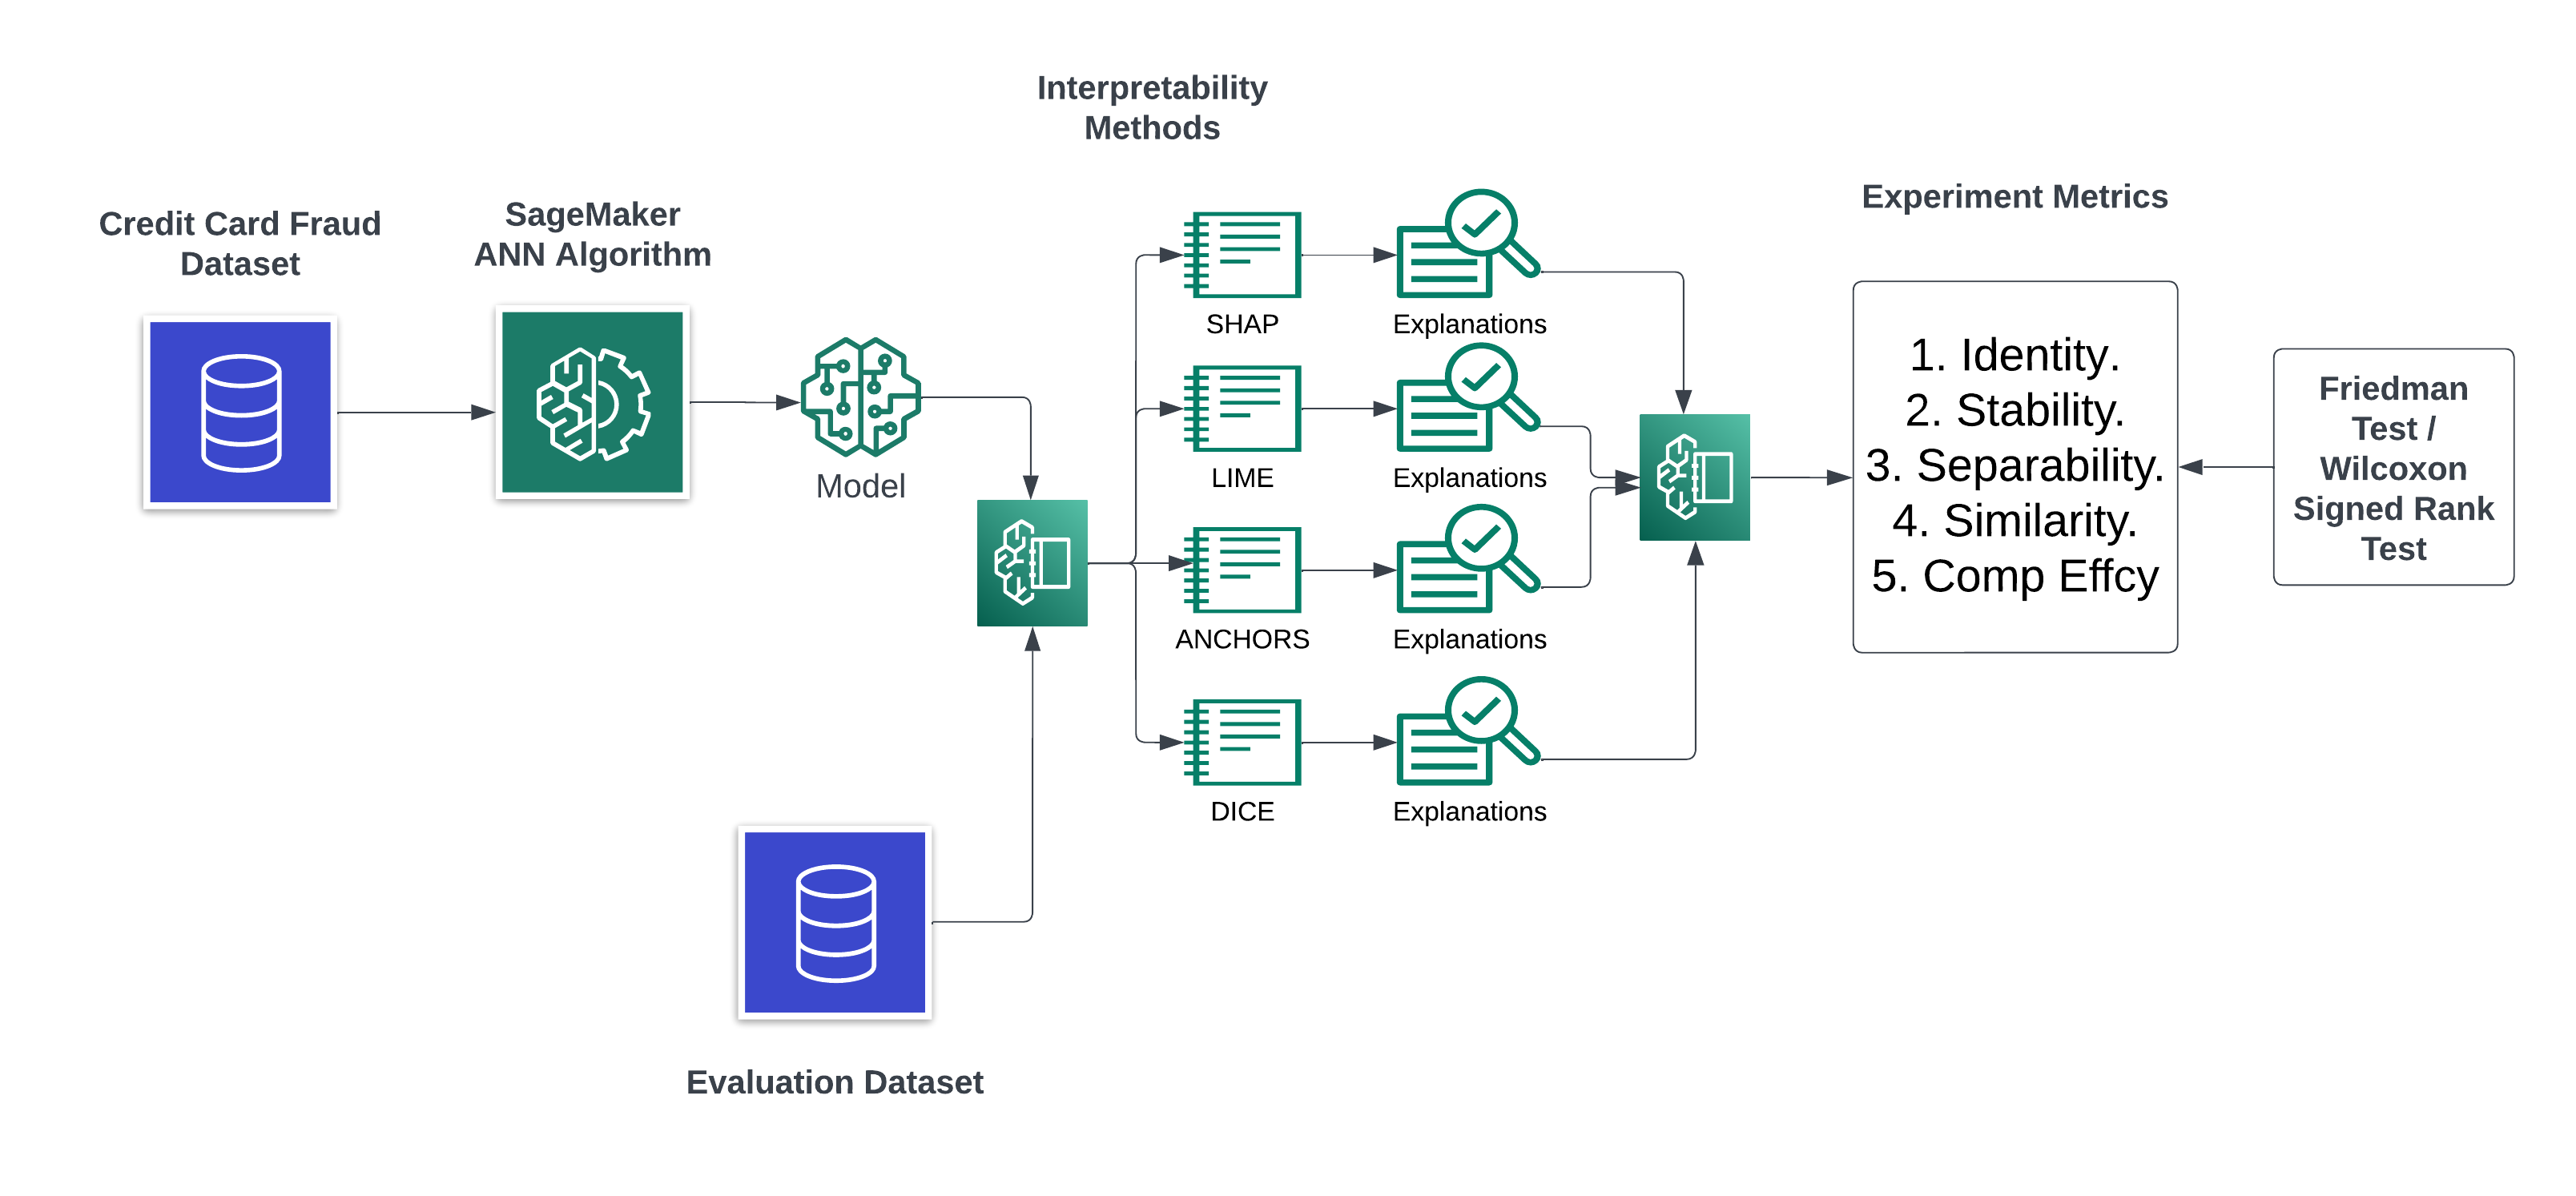 Interpretability
Methods
Credit Card Fraud
Dataset
SageMaker
ANN Algorithm
Model
SHAP
Explanations
LIME
Explanations
ANCHORS
Explanations
DICE
Explanations
Evaluation Dataset
Experiment Metrics
1. Identity.
2. Stability.
3. Separability.
4. Similarity.
5. Comp Effcy
Friedman
Test /
Wilcoxon
Signed Rank
Test